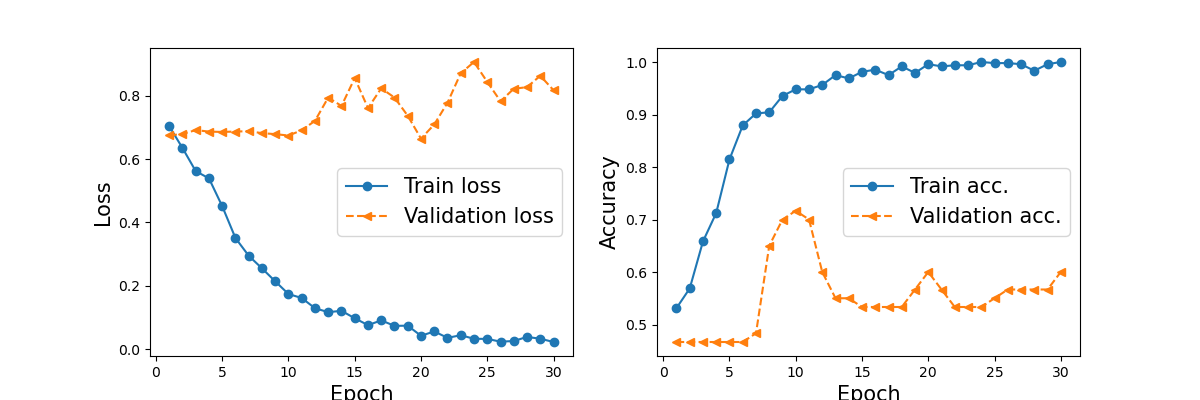 0.8
0.6
0.4
0.2
0.0
Loss
0 5 10 15 20 25 30
Epoch
Train loss
Validation loss
1.0
0.9
0.8
0.7
0.6
0.5
Accuracy
0 5 10 15 20 25 30
Epoch
Train acc.
Validation acc.